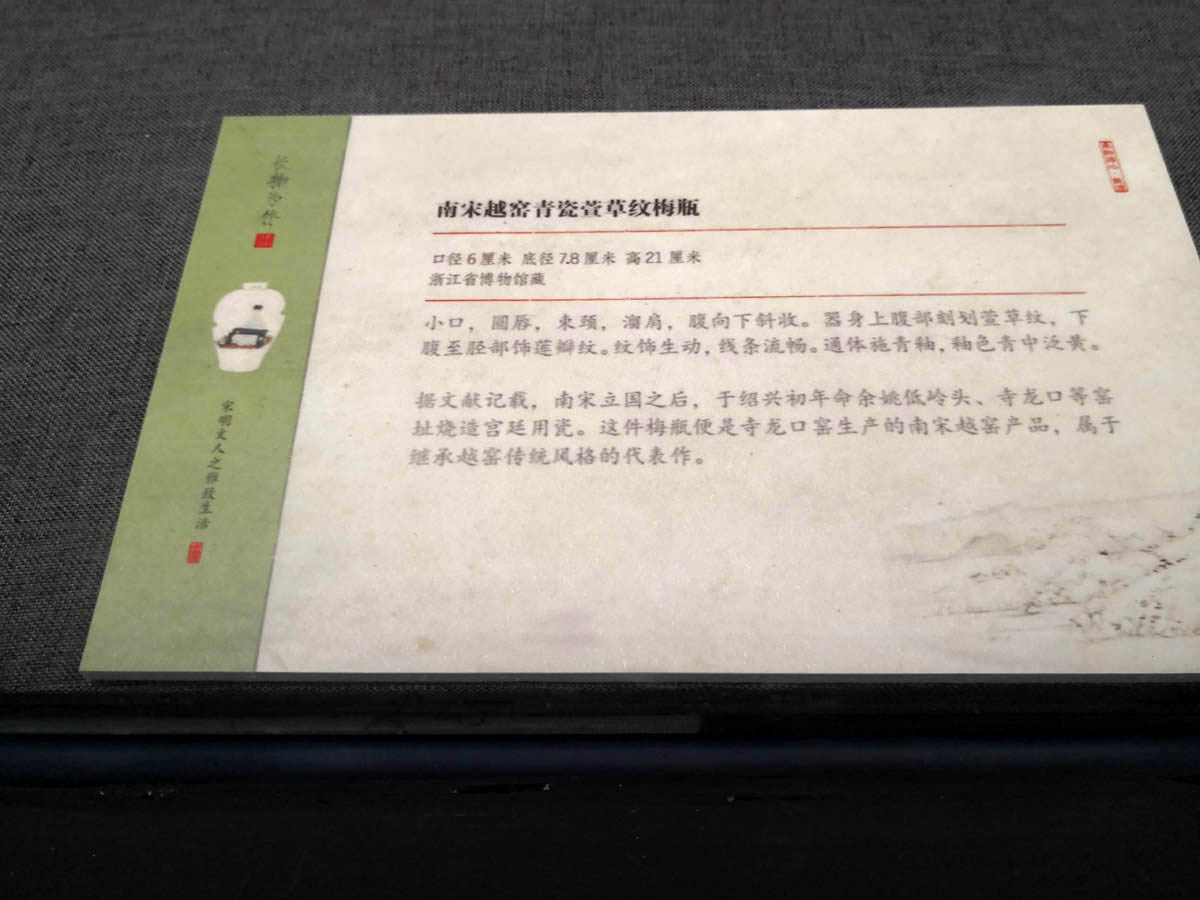 南宋越窑青瓷萱草纹梅瓶
口径6厘米 底径7.8厘米 高21厘米
浙江省博物馆藏
小口，圆唇，束颈，溜肩，腹向下斜收。器身上腹部刻划萱草纹，下
腹至胫部饰莲瓣纹。纹饰生动，线条流畅。通体施青釉，釉色青中泛黄。
据文献记载，南宋立国之后，于绍兴初年命余姚低岭头、寺龙口等窑
址烧造宫廷用瓷。这件梅瓶便是寺龙口窑生产的南宋越窑产品，属于
继承越窑传统风格的代表作。
宋明文人之雅致生活